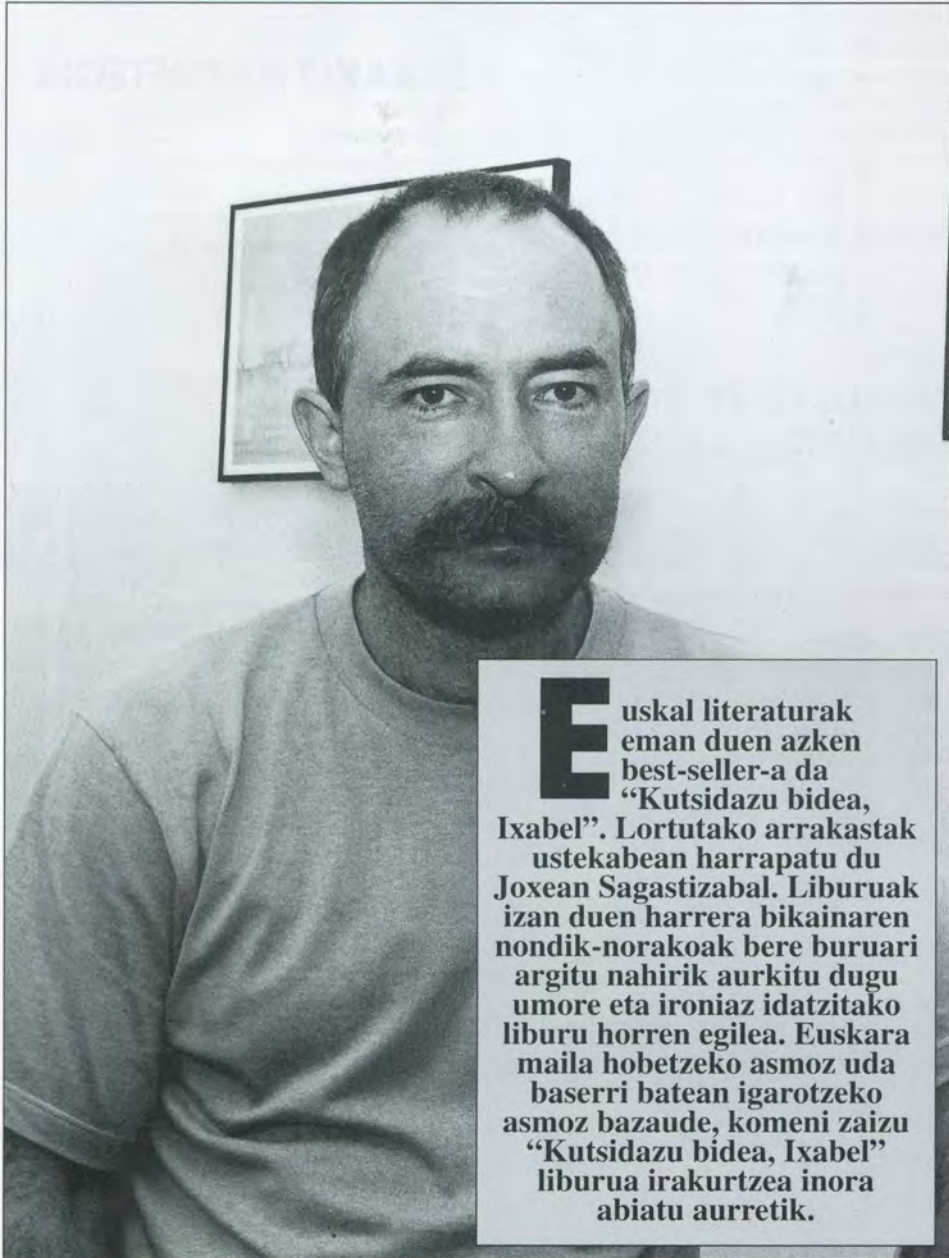 Euskal literaturak
eman duen azken
best-seller-a da
“Kutsidazu bidea,
Ixabel”. Lortutako arrakastak
ustekabean harrapatu du
Joxean Sagastizabal. Liburuak
izan duen harrera bikainaren
nondik-norakoak bere buruari
argitu nahirik aurkitu dugu
umore eta ironiaz idatzitako
liburu horren egilea. Euskara
maila hobetzeko asmoz uda
baserri batean igarotzeko
asmoz bazaude, komeni zaizu
“Kutsidazu bidea, Ixabel”
liburua irakurtzea inora
abiatu aurretik.